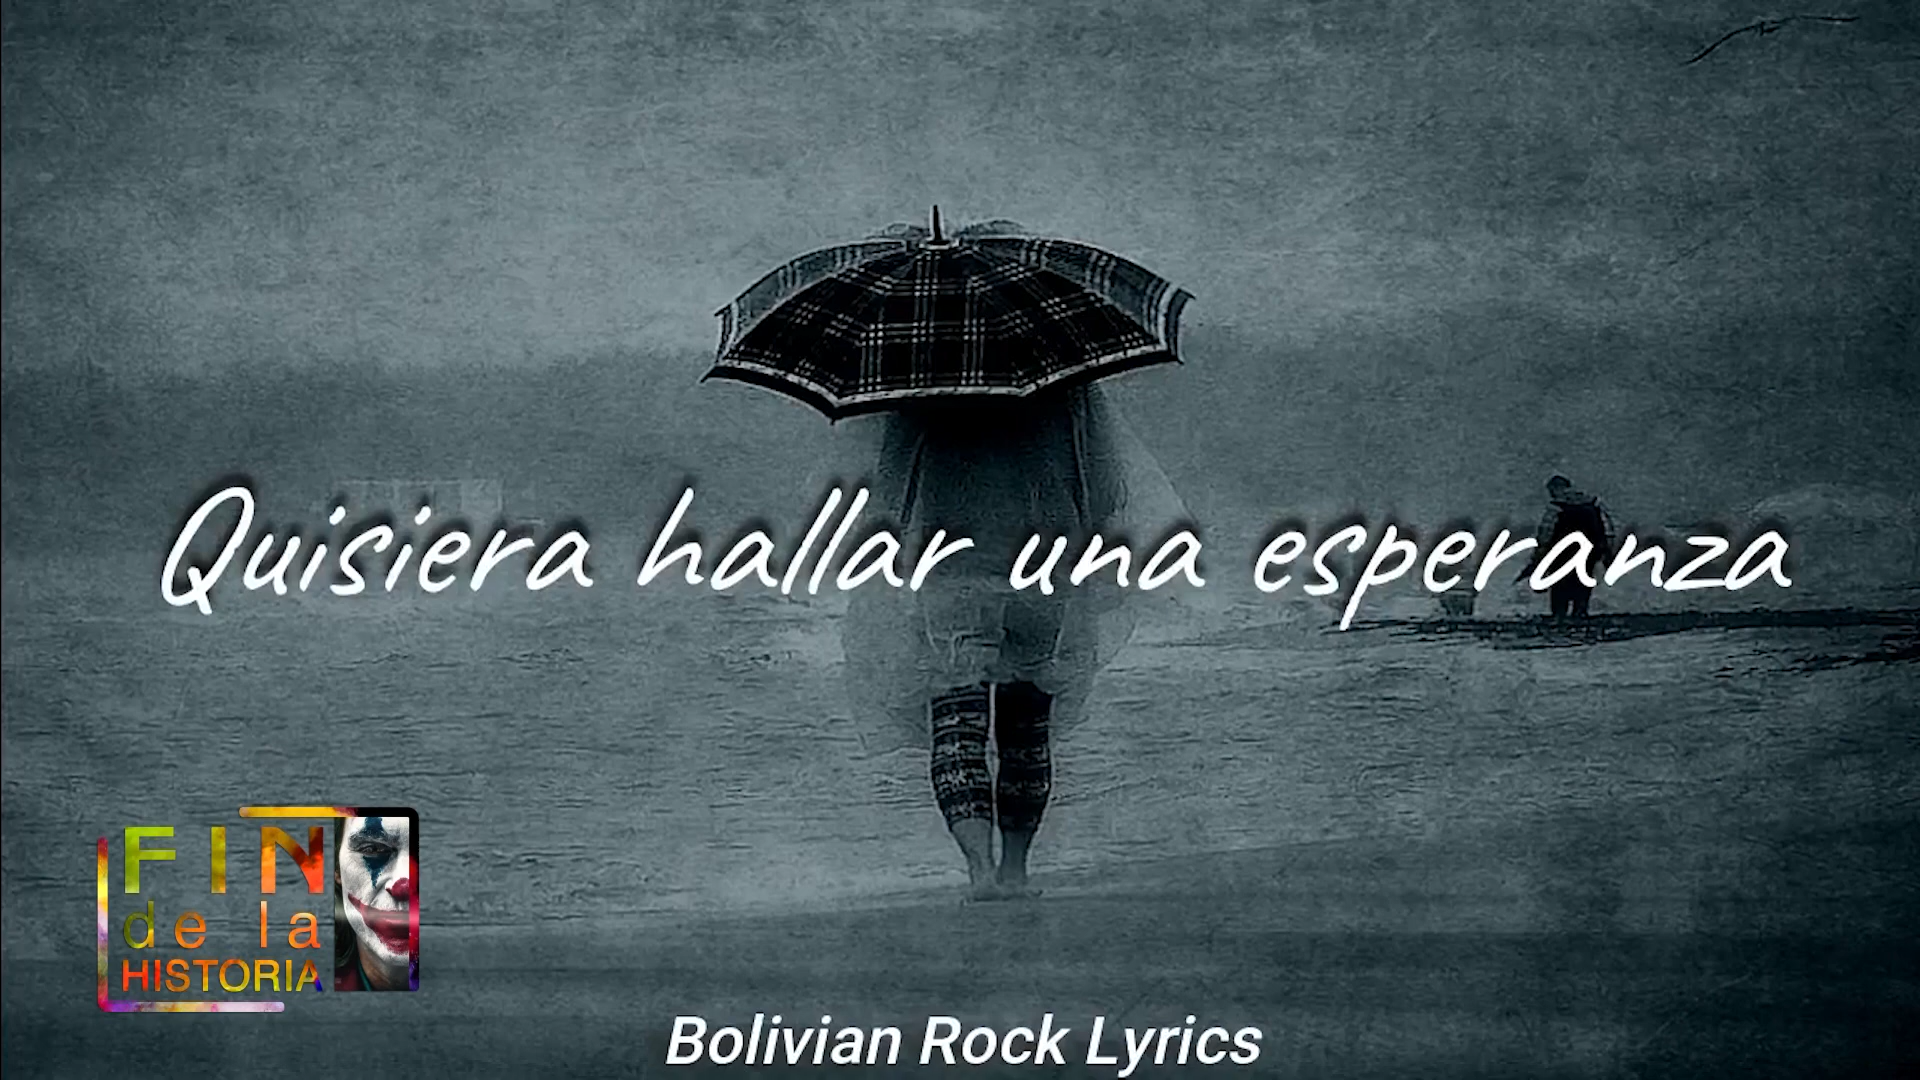 Quisiera hallar una esperanza
FIN
de la
HISTORIA
Bolivian Rock Lyrics